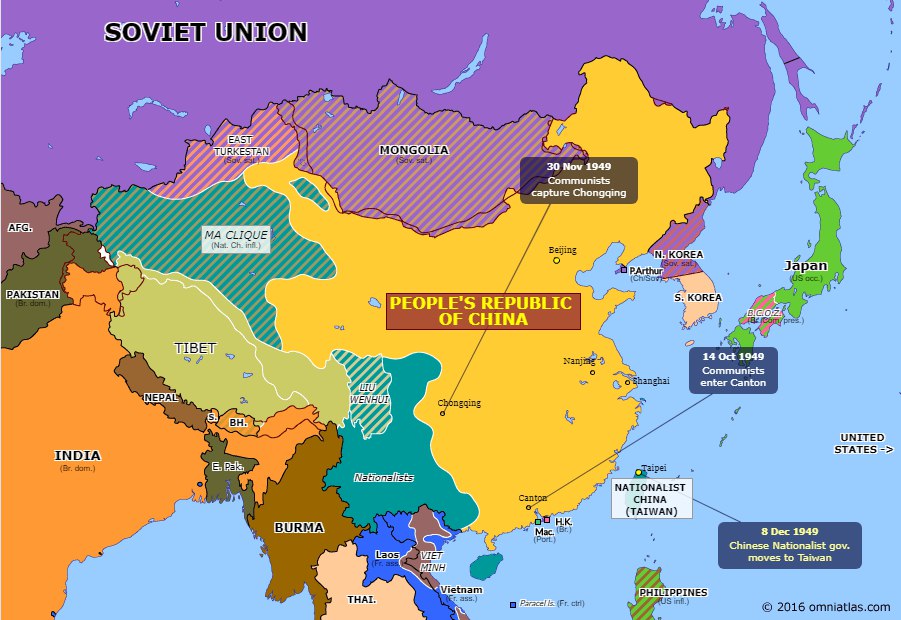 SOVIET UNION
EAST
TURKESTAN
(Sov. sat.)
MONGOLIA
(Sov. sat.)
30 Nov 1949
Communists
capture Chongqing
AFG.
MA CLIQUE
(Nat. Ch. infl.)
Beijing
N. KOREA
(Sov. sat.)
P.Arthur
(Ch/Sov)
Japan
(US occ.)
PAKISTAN
(Br. dom.)
S. KOREA
PEOPLE'S REPUBLIC
OF CHINA
B.C.O.Z.
(Br. Com. pres.)
TIBET
14 Oct 1949
Communists
enter Canton
Nanjing
Shanghai
LIU
WENHUI
NEPAL
Chongqing
S.
BH.
UNITED
STATES ->
INDIA
(Br. dom.)
E. Pak.
Nationalists
Taipei
NATIONALIST
CHINA
(TAIWAN)
Canton
BURMA
H.K.
(Br.)
Mac.
(Port.)
8 Dec 1949
Chinese Nationalist gov.
moves to Taiwan
Laos
(Fr. ass.)
VIET
MINH
Vietnam
(Fr. ass.)
THAI.
Paracel Is. (Fr. ctrl)
PHILIPPINES
(US infl.)
© 2016 omniatlas.com